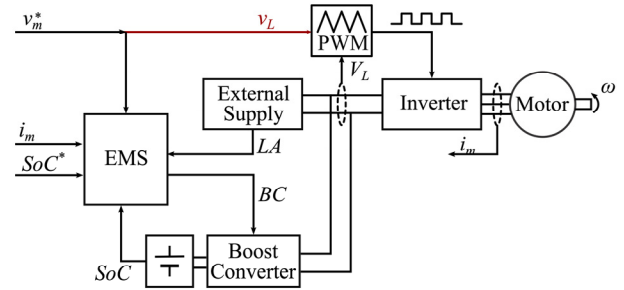 v*m
vL
PWM
VL
External
Supply
Inverter
Motor
ω
im
SoC*
EMS
LA
im
BC
SoC
Boost
Converter